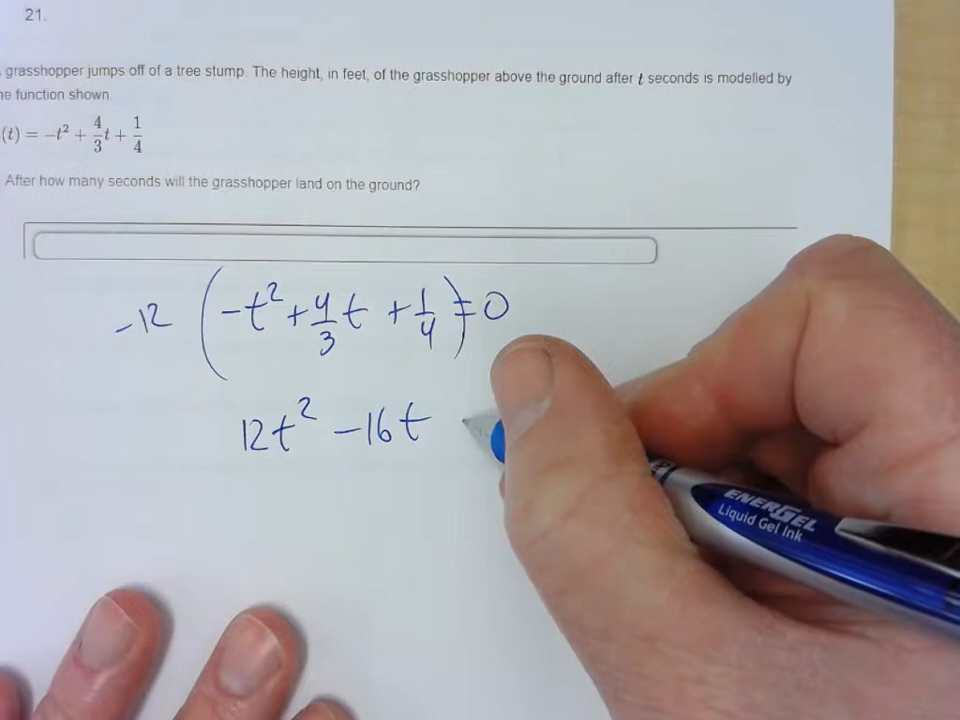 21.
grasshopper jumps off of a tree stump. The height, in feet, of the grasshopper above the ground after t seconds is modelled by
he function shown.
(t) = -t² + 4/3 t + 1/4
After how many seconds will the grasshopper land on the ground?
-12 (-t² + 4/3 t + 1/4) = 0
12t² - 16t
ENERGEL
Liquid Gel Ink